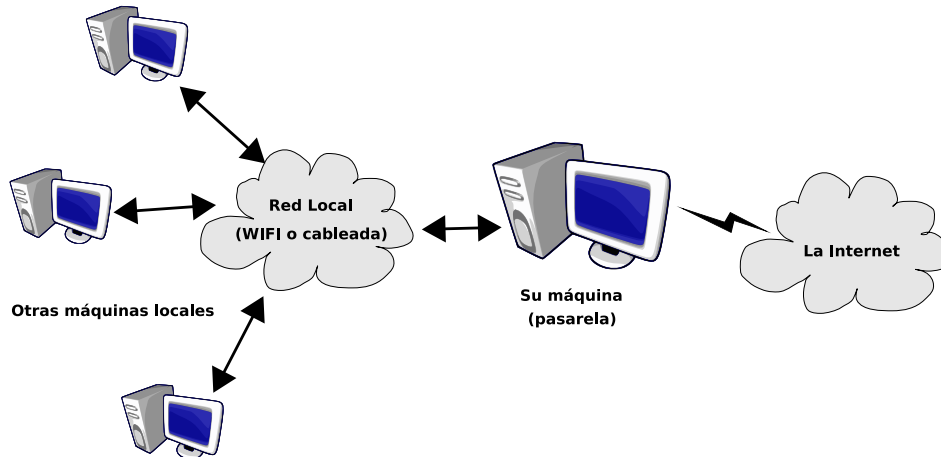 Red Local
(WIFI o cableada)
Otras máquinas locales
Su máquina
(pasarela)
La Internet